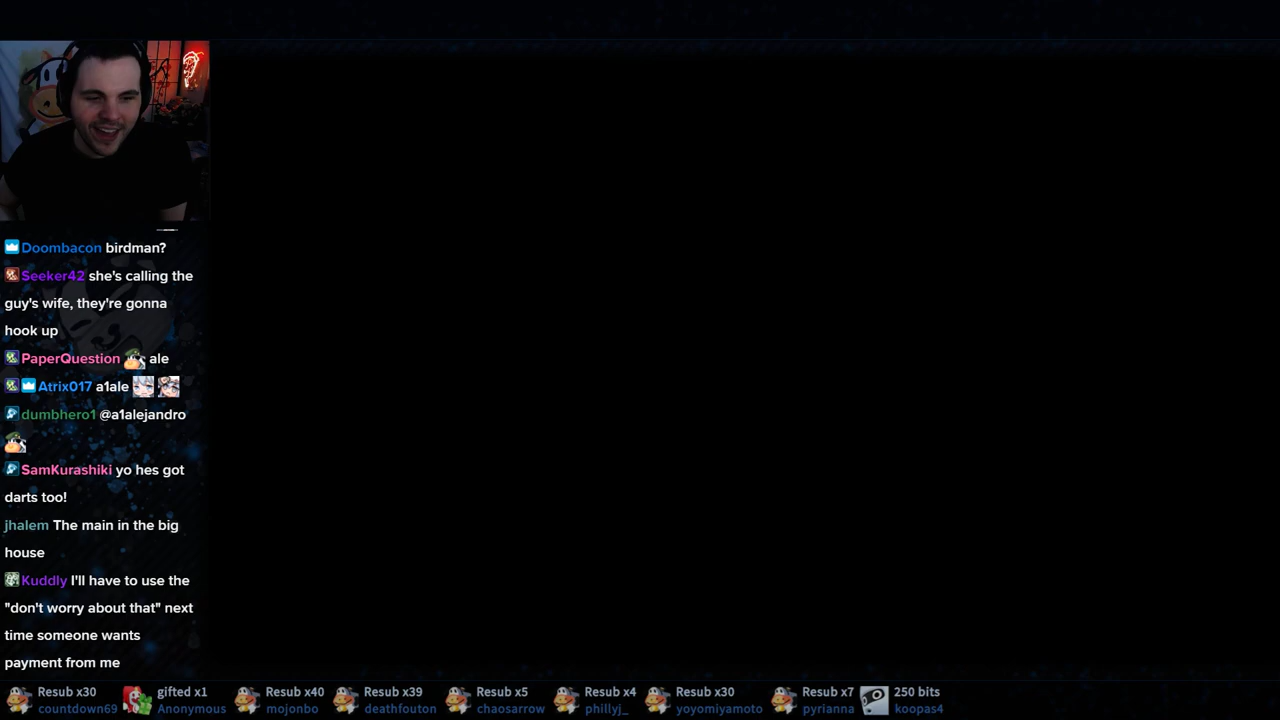 Doombacon birdman?
Seeker42 she's calling the
guy's wife, they're gonna
hook up
PaperQuestion ale
Atrix017 a1ale
dumbhero1 @a1alejandro
SamKurashiki yo hes got
darts too!
jhalem The main in the big
house
Kuddly I'll have to use the
"don't worry about that" next
time someone wants
payment from me
Resub x30 gifted x1 Resub x40 Resub x39 Resub x5 Resub x4 Resub x30 Resub x7 250 bits
countdown69 Anonymous mojonbo deathfouton chaosarrow phillyj_ yoyomiyamoto pyrianna koopas4